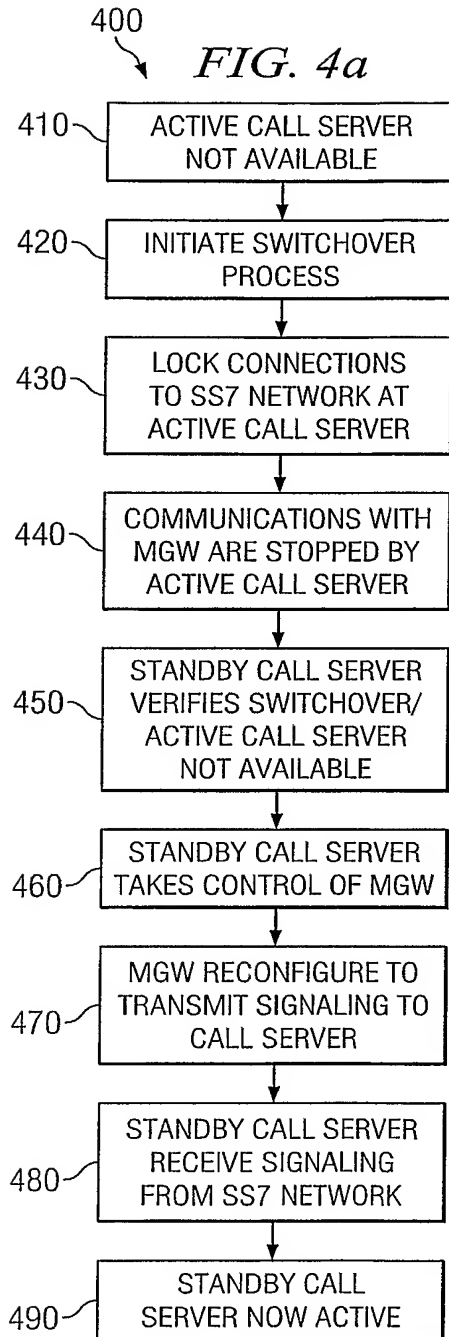 400
FIG. 4a
410
ACTIVE CALL SERVER
NOT AVAILABLE
420
INITIATE SWITCHOVER
PROCESS
430
LOCK CONNECTIONS
TO SS7 NETWORK AT
ACTIVE CALL SERVER
440
COMMUNICATIONS WITH
MGW ARE STOPPED BY
ACTIVE CALL SERVER
450
STANDBY CALL SERVER
VERIFIES SWITCHOVER/
ACTIVE CALL SERVER
NOT AVAILABLE
460
STANDBY CALL SERVER
TAKES CONTROL OF MGW
470
MGW RECONFIGURE TO
TRANSMIT SIGNALING TO
CALL SERVER
480
STANDBY CALL SERVER
RECEIVE SIGNALING
FROM SS7 NETWORK
490
STANDBY CALL
SERVER NOW ACTIVE